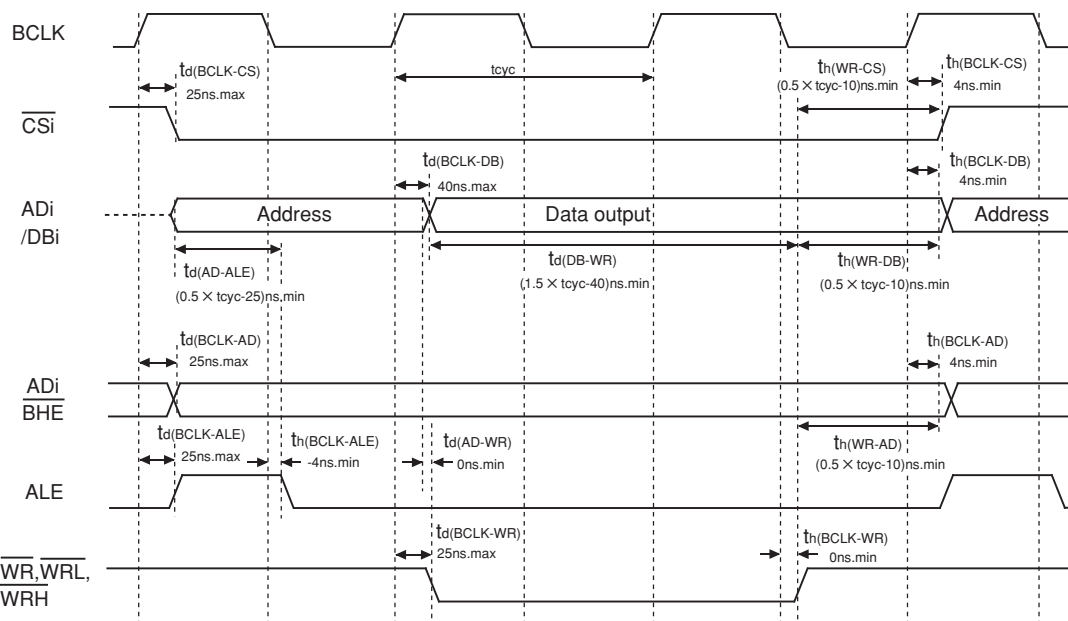 BCLK
td(BCLK-CS)
25ns.max
tcyc
th(WR-CS)
(0.5 × tcyc-10)ns.min
th(BCLK-CS)
4ns.min
CSi
td(BCLK-DB)
40ns.max
th(BCLK-DB)
4ns.min
ADi
/DBi
Address
Data output
Address
td(AD-ALE)
(0.5 × tcyc-25)ns.min
td(DB-WR)
(1.5 × tcyc-40)ns.min
th(WR-DB)
(0.5 × tcyc-10)ns.min
td(BCLK-AD)
25ns.max
th(BCLK-AD)
4ns.min
ADi
BHE
td(BCLK-ALE)
25ns.max
th(BCLK-ALE)
-4ns.min
td(AD-WR)
0ns.min
th(WR-AD)
(0.5 × tcyc-10)ns.min
ALE
td(BCLK-WR)
25ns.max
th(BCLK-WR)
0ns.min
WR,WRL,
WRH